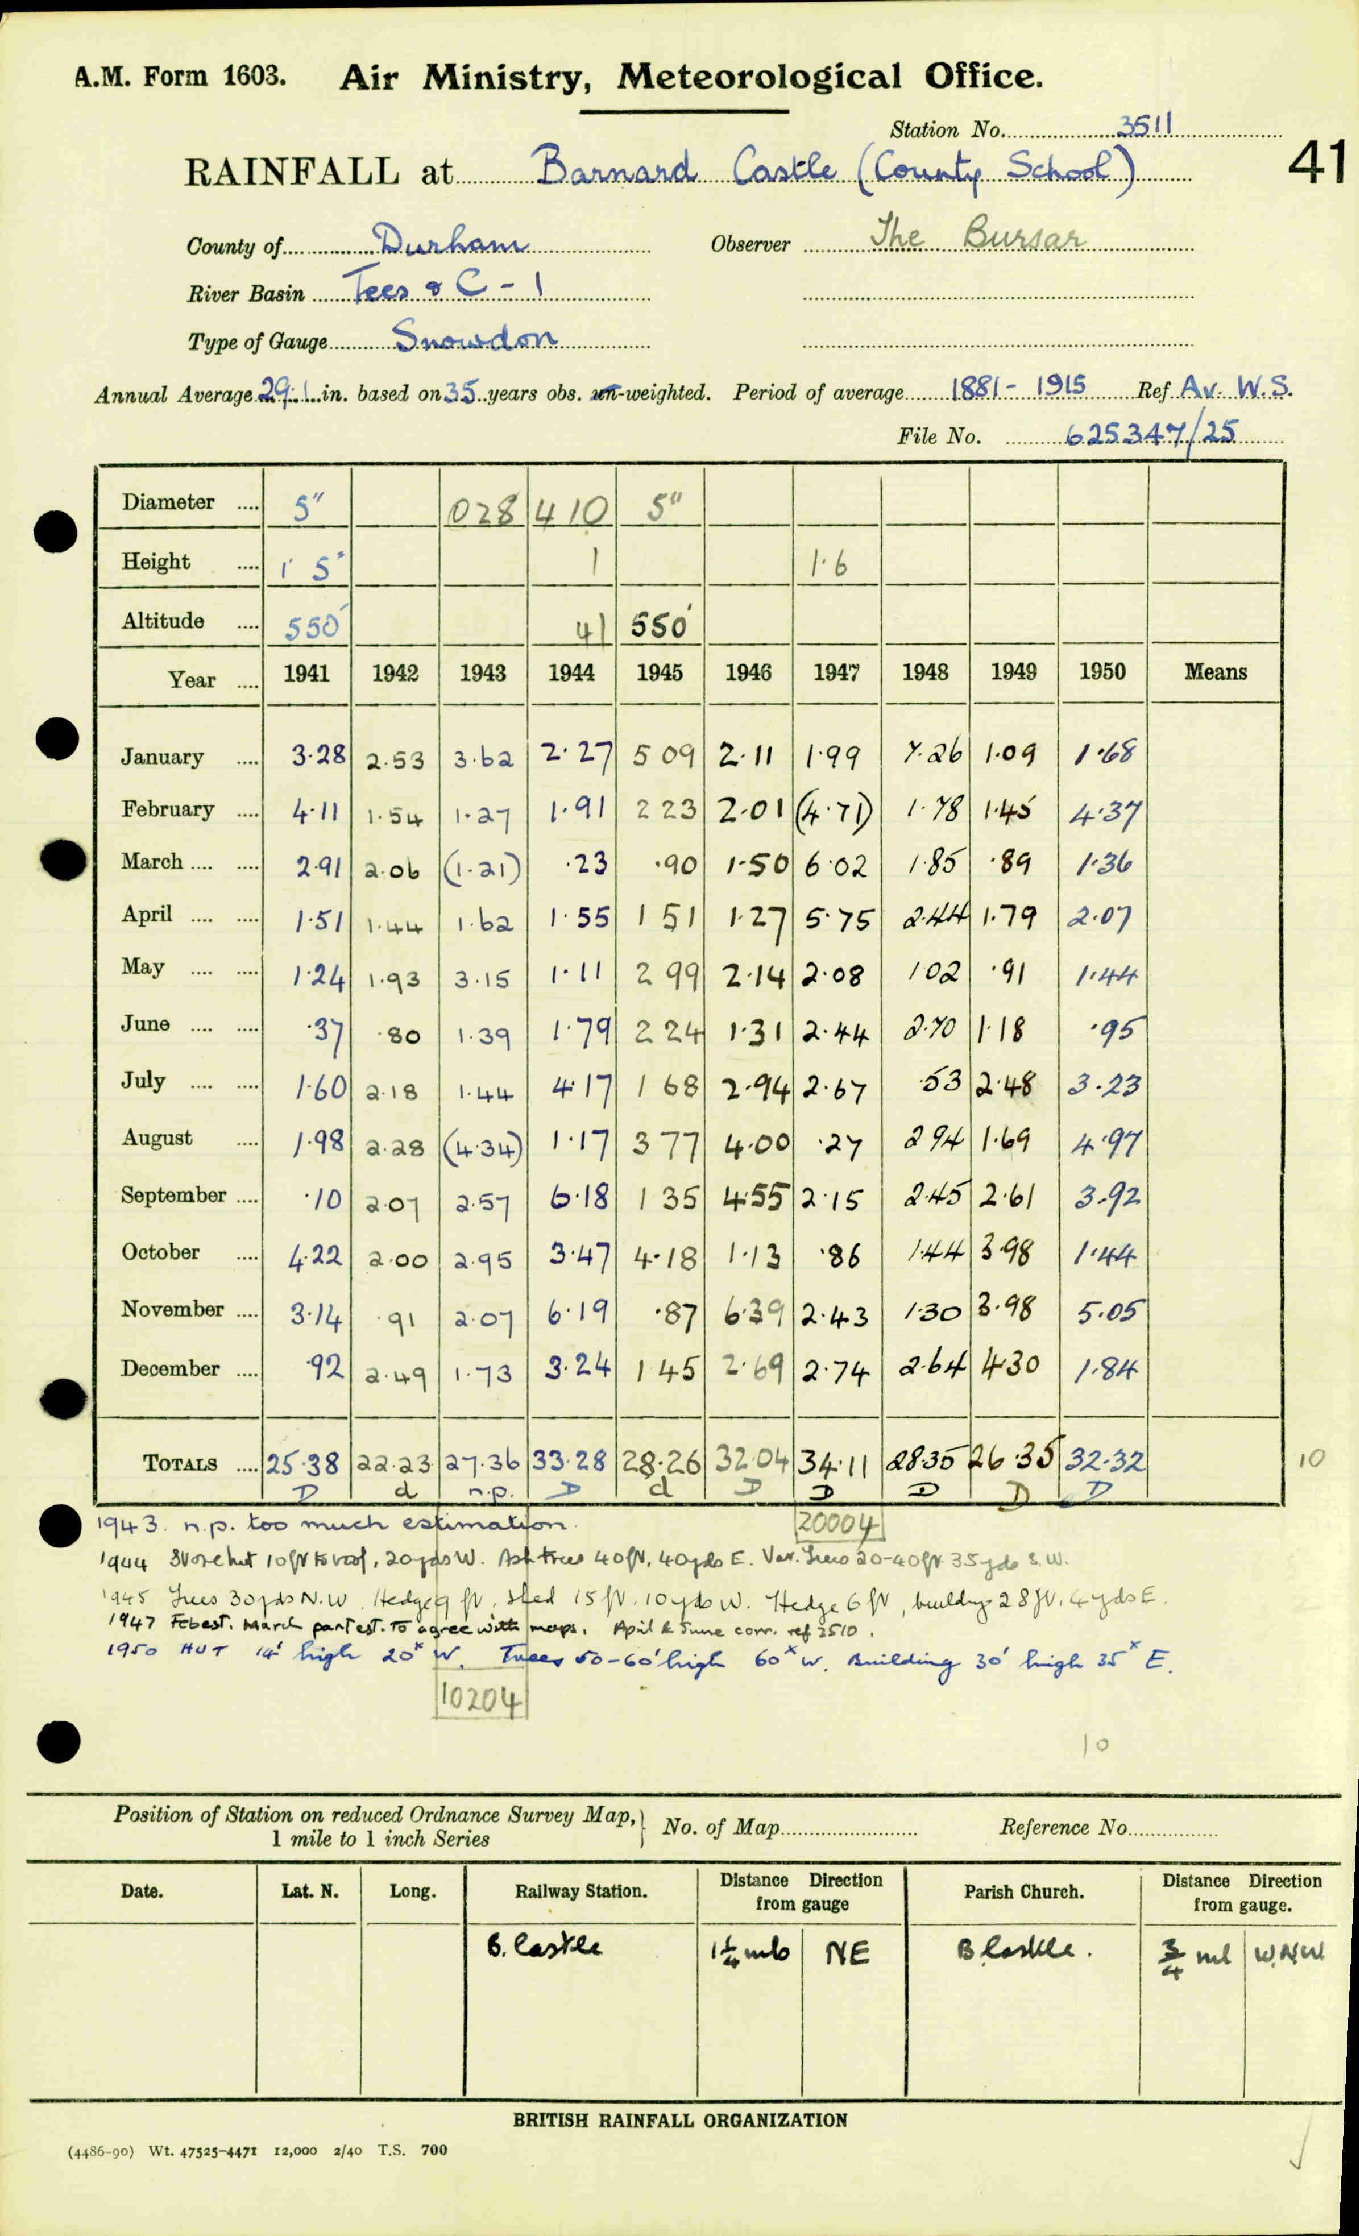 A.M. Form 1603. Air Ministry, Meteorological Office.
Station No. 3511
41
RAINFALL at Barnard Castle (County School)
County of Durham Observer The Bursar
River Basin Tees & C - 1
Type of Gauge Snowdon
Annual Average 29.1 in. based on 35 years obs. un-weighted. Period of average 1881 - 1915 Ref Av. W.S.
File No. 625347/25
Diameter 5" 028 410 5"
Height 1' 5" 1 1.6
Altitude 550' 41 550'
Year 1941 1942 1943 1944 1945 1946 1947 1948 1949 1950 Means
January 3.28 2.53 3.62 2.27 5 09 2.11 1.99 7.26 1.09 1.68
February 4.11 1.54 1.27 1.91 2 23 2.01 (4.71) 1.78 1.45 4.37
March 2.91 2.06 (1.21) .23 .90 1.50 6.02 1.85 .89 1.36
April 1.51 1.44 1.62 1.55 1 51 1.27 5.75 2.44 1.79 2.07
May 1.24 1.93 3.15 1.11 2 99 2.14 2.08 1 02 .91 1.44
June .37 .80 1.39 1.79 2 24 1.31 2.44 2.70 1.18 .95
July 1.60 2.18 1.44 4.17 1 68 2.94 2.67 .53 2.48 3.23
August 1.98 2.28 (4.34) 1.17 3 77 4.00 .27 2 94 1.69 4.97
September .10 2.07 2.57 6.18 1 35 4.55 2.15 2.45 2.61 3.92
October 4.22 2.00 2.95 3.47 4.18 1.13 .86 1.44 3.98 1.44
November 3.14 .91 2.07 6.19 .87 6.39 2.43 1.30 3.98 5.05
December .92 2.49 1.73 3.24 1 45 2.69 2.74 2.64 4.30 1.84
TOTALS 25.38 22.23 27.36 33.28 28.26 32.04 34.11 28.35 26.35 32.32 10
D d n.p. D d D D D D D
1943. n.p. too much estimation. 20004
1944 hut 10ft to roof, 20yds W. Ash trees 40ft, 40yds E. Var. Trees 20-40ft 35yds S.W.
1945 Trees 30yds N.W. Hedge 9 ft, shed 15 ft, 10yds W. Hedge 6 ft, buildings 28ft, 4yds E.
1947 Feb est. March part est. To agree with maps. April & June corr. ref 3510.
1950 HUT 14' high 20x W. Trees 50-60' high 60x W. Building 30' high 35x E.
10204
10
Position of Station on reduced Ordnance Survey Map, 1 mile to 1 inch Series No. of Map Reference No.
Date. Lat. N. Long. Railway Station. Distance Direction from gauge Parish Church. Distance Direction from gauge.
B. Castle 1¼ mls NE B. Castle. ¾ ml W.N.W
BRITISH RAINFALL ORGANIZATION
(4486-90) Wt. 47525-4471 12,000 2/40 T.S. 700